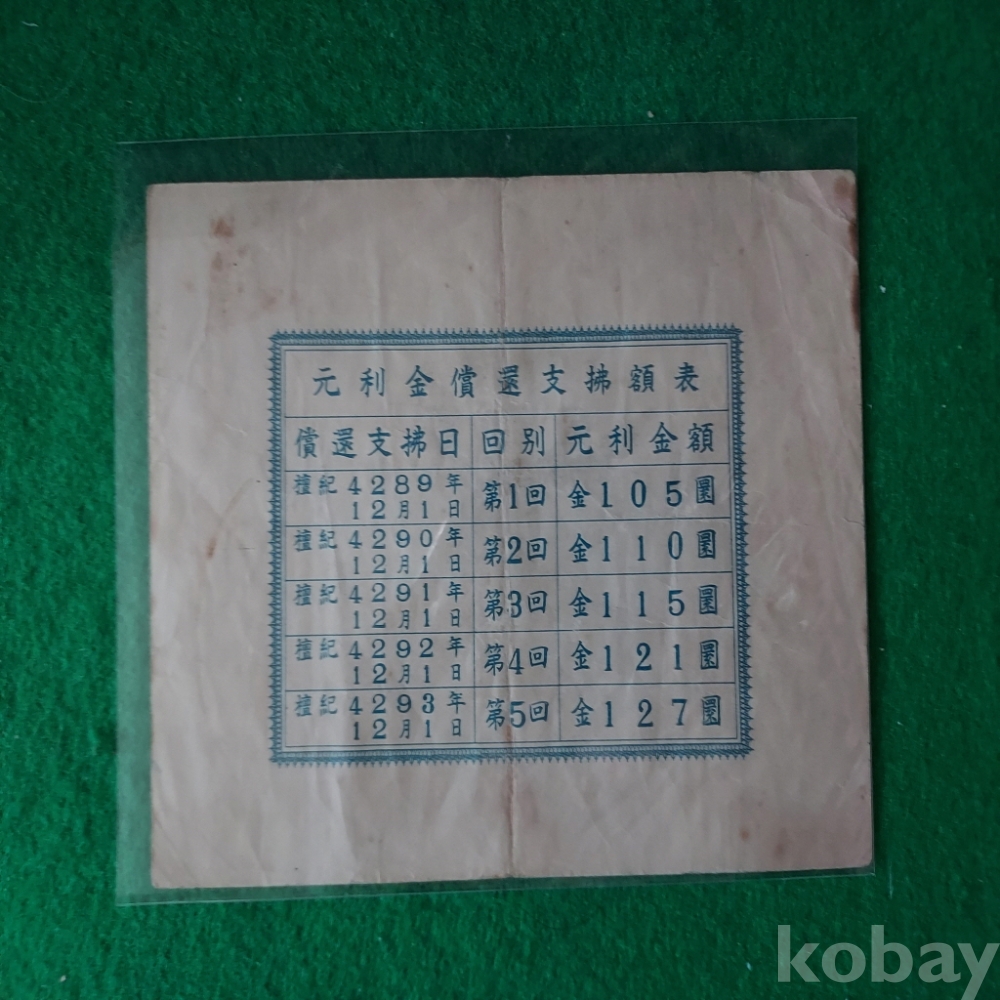 元利金償還支拂額表
償還支拂日 回別 元利金額
檀紀4289年12月1日 第1回 金105圜
檀紀4290年12月1日 第2回 金110圜
檀紀4291年12月1日 第3回 金115圜
檀紀4292年12月1日 第4回 金121圜
檀紀4293年12月1日 第5回 金127圜
kobay